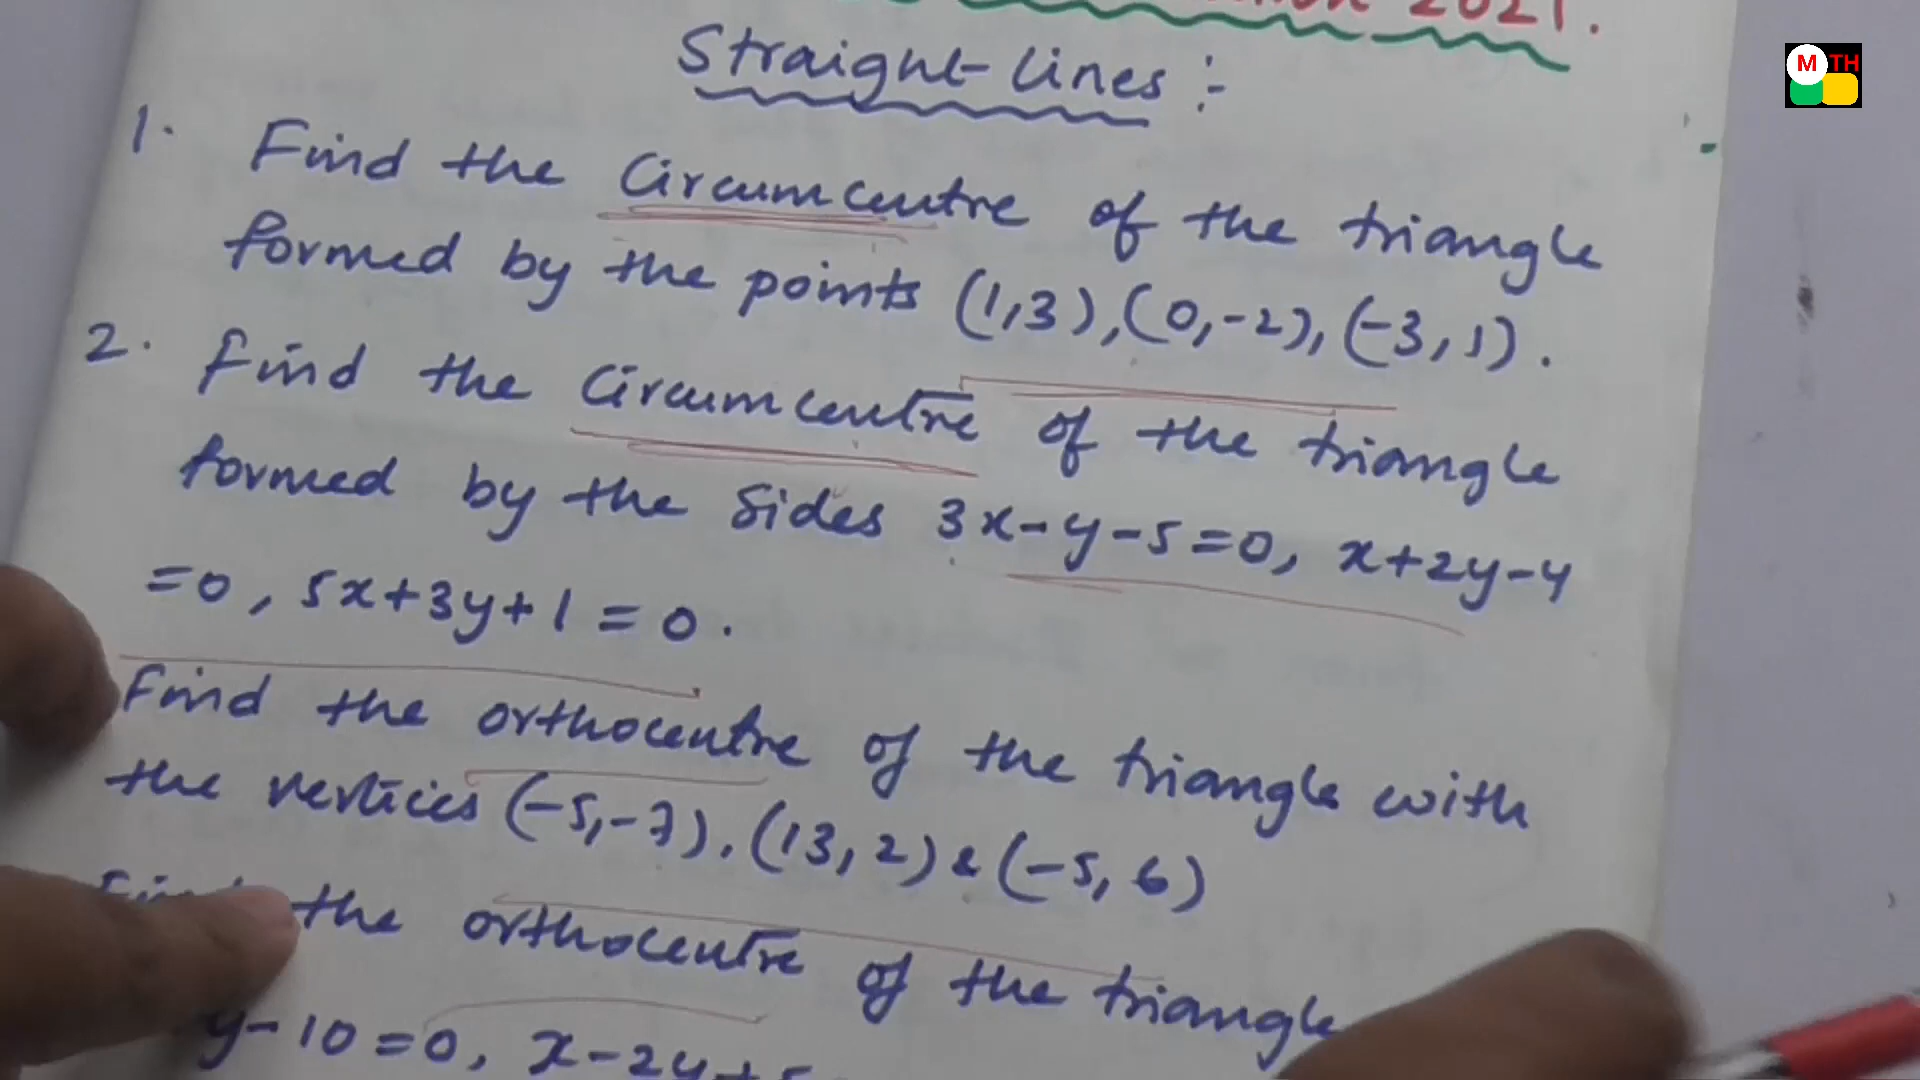 2021.
Straight lines :-
1. Find the Circumcentre of the triangle
formed by the points (1,3), (0,-2), (-3,1).
2. Find the Circumcentre of the triangle
formed by the sides 3x-y-5=0, x+2y-4
=0, 5x+3y+1=0.
Find the orthocentre of the triangle with
the vertices (-5,-7), (13,2) & (-5,6)
the orthocentre of the triangle
y-10=0, x-2y+5
M TH